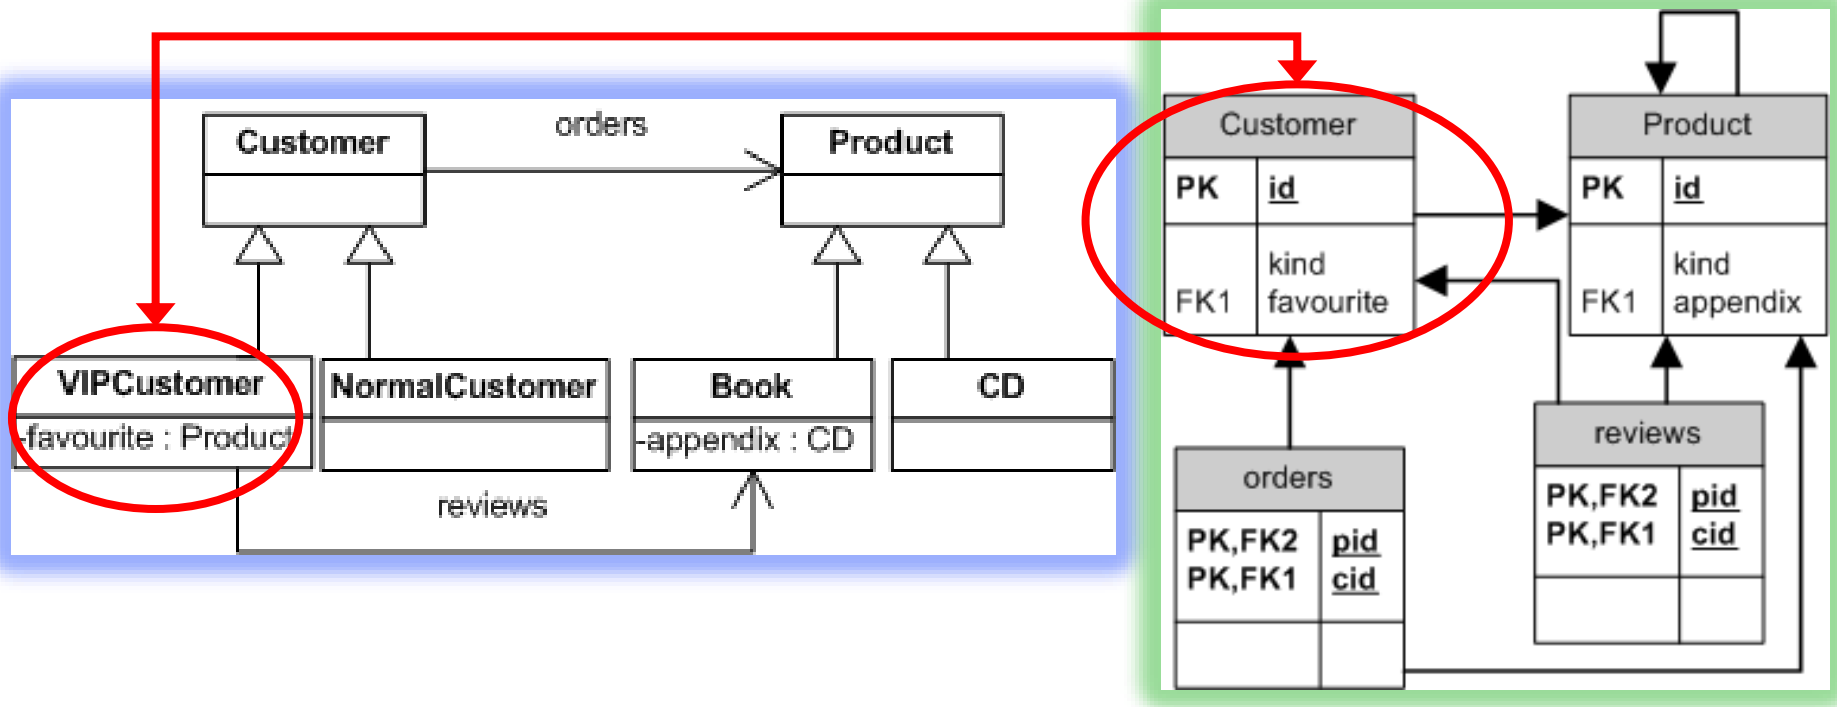 Customer
orders
Product
VIPCustomer
-favourite : Product
NormalCustomer
Book
-appendix : CD
CD
reviews
Customer
PK id
kind
FK1 favourite
Product
PK id
kind
FK1 appendix
orders
PK,FK2 pid
PK,FK1 cid
reviews
PK,FK2 pid
PK,FK1 cid